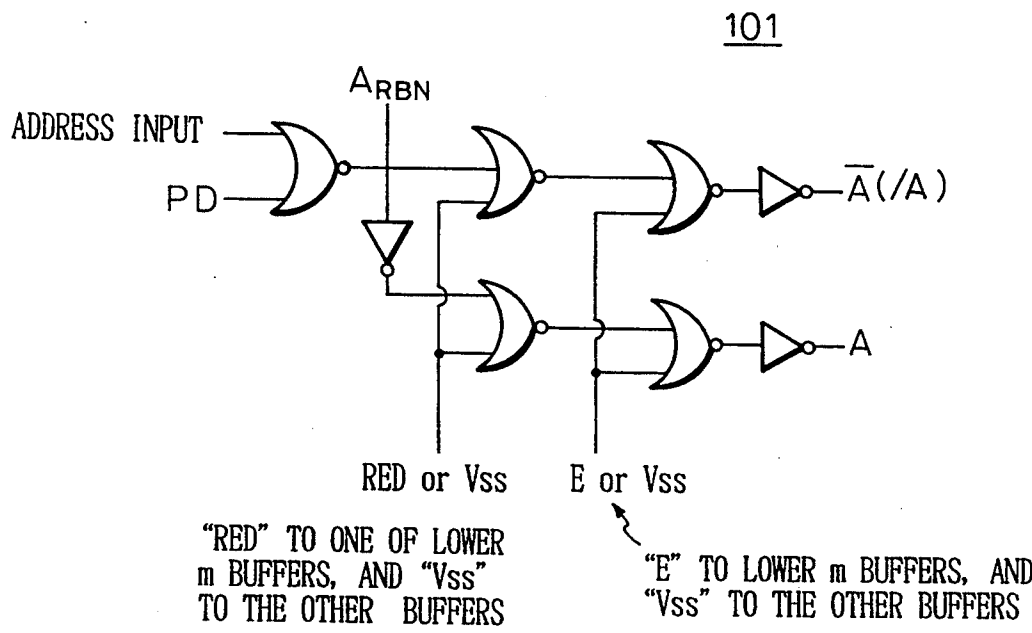 101
A_RBN
ADDRESS INPUT
PD
A̅(/A)
A
RED or Vss
E or Vss
“RED” TO ONE OF LOWER
m BUFFERS, AND “Vss”
TO THE OTHER BUFFERS
“E” TO LOWER m BUFFERS, AND
“Vss” TO THE OTHER BUFFERS